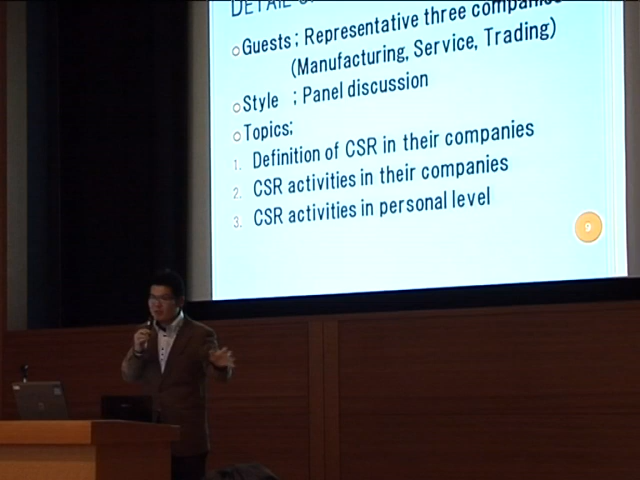 DETAIL
○Guests ; Representative three companies
(Manufacturing, Service, Trading)
○Style ; Panel discussion
○Topics;
1. Definition of CSR in their companies
2. CSR activities in their companies
3. CSR activities in personal level
9